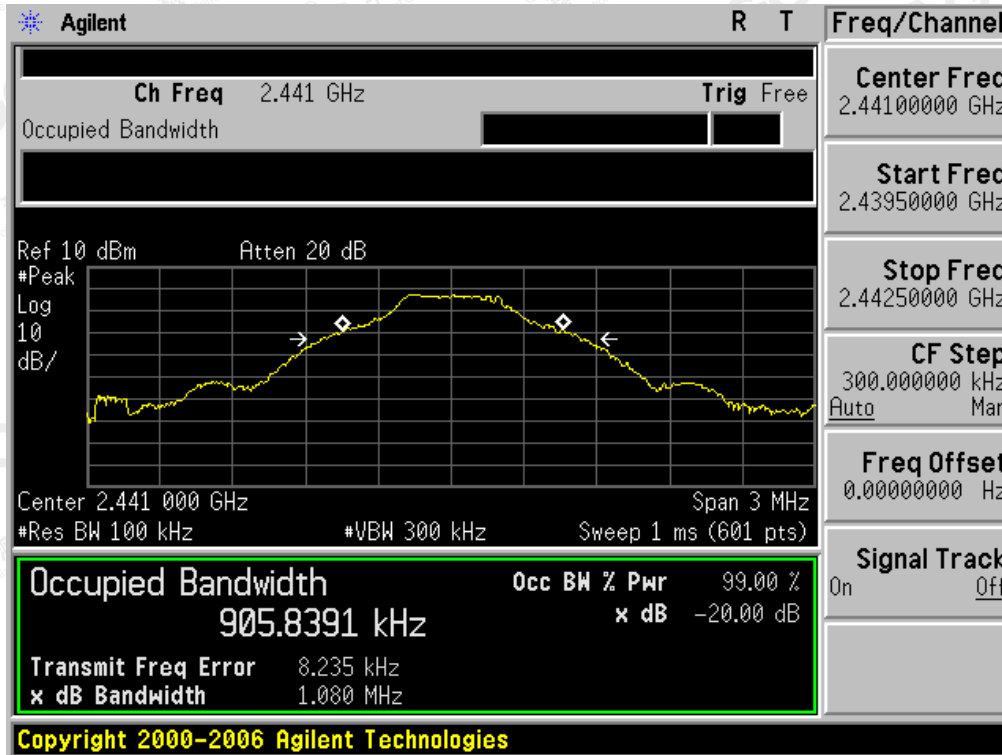 Agilent R T Freq/Channel
Ch Freq 2.441 GHz Trig Free
Occupied Bandwidth
Center Freq
2.44100000 GHz
Start Freq
2.43950000 GHz
Stop Freq
2.44250000 GHz
CF Step
300.000000 kHz
Auto Man
Freq Offset
0.00000000 Hz
Signal Track
On Off
Ref 10 dBm Atten 20 dB
#Peak
Log
10
dB/
Center 2.441 000 GHz Span 3 MHz
#Res BW 100 kHz #VBW 300 kHz Sweep 1 ms (601 pts)
Occupied Bandwidth Occ BW % Pwr 99.00 %
905.8391 kHz x dB -20.00 dB
Transmit Freq Error 8.235 kHz
x dB Bandwidth 1.080 MHz
Copyright 2000-2006 Agilent Technologies